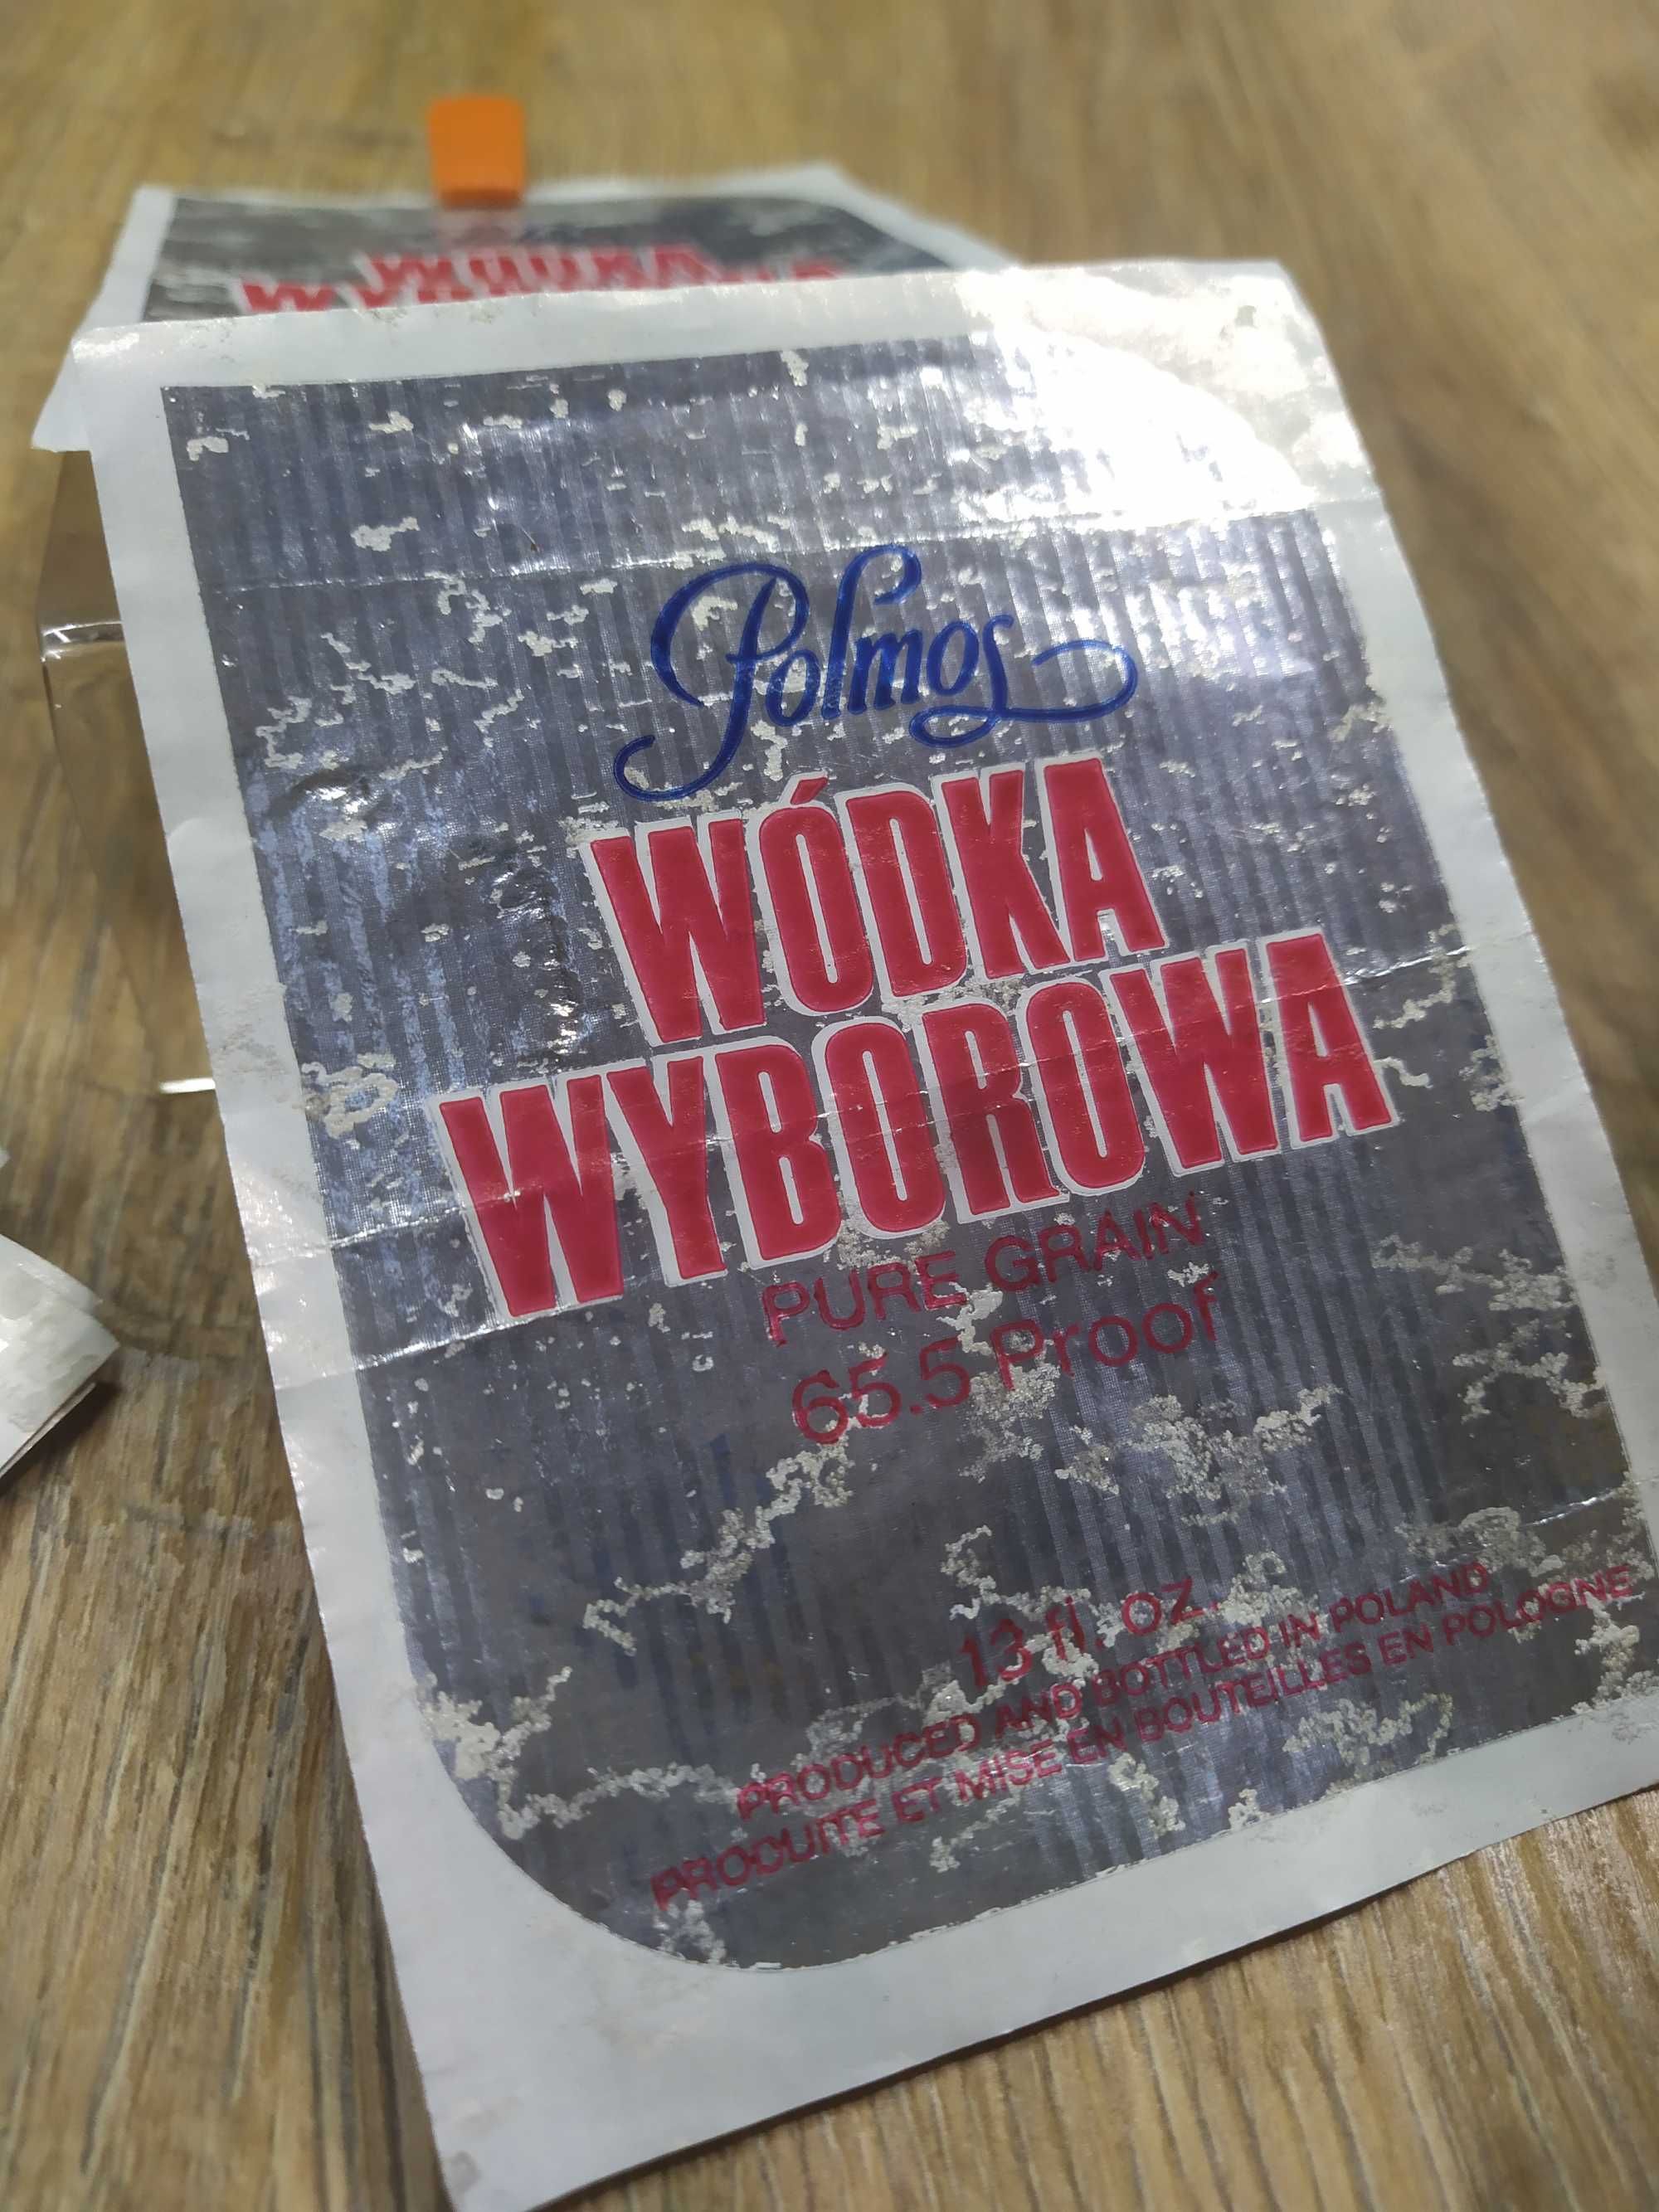 WÓDKA
Polmos
WÓDKA
WYBOROWA
PURE GRAIN
65.5 Proof
13 fl. oz.
PRODUCED AND BOTTLED IN POLAND
PRODUITE ET MISE EN BOUTEILLES EN POLOGNE